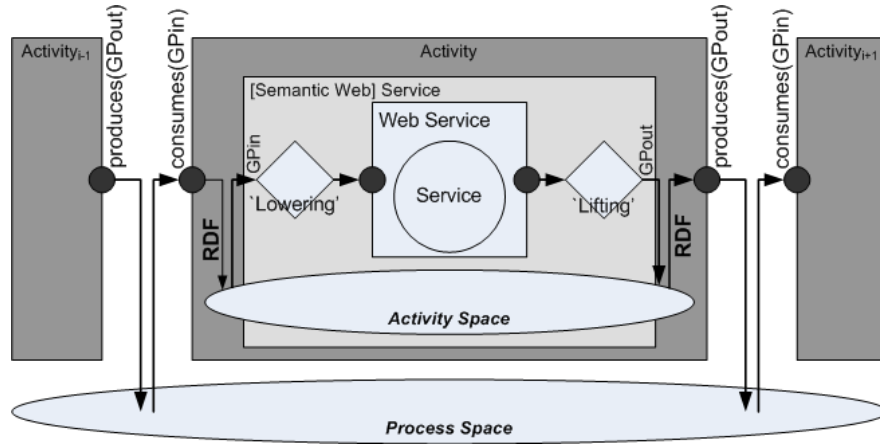 Activityi-1
produces(GPout)
consumes(GPin)
Activity
[Semantic Web] Service
GPin
Web Service
Service
`Lowering'
`Lifting'
GPout
RDF
RDF
Activity Space
produces(GPout)
consumes(GPin)
Activityi+1
Process Space